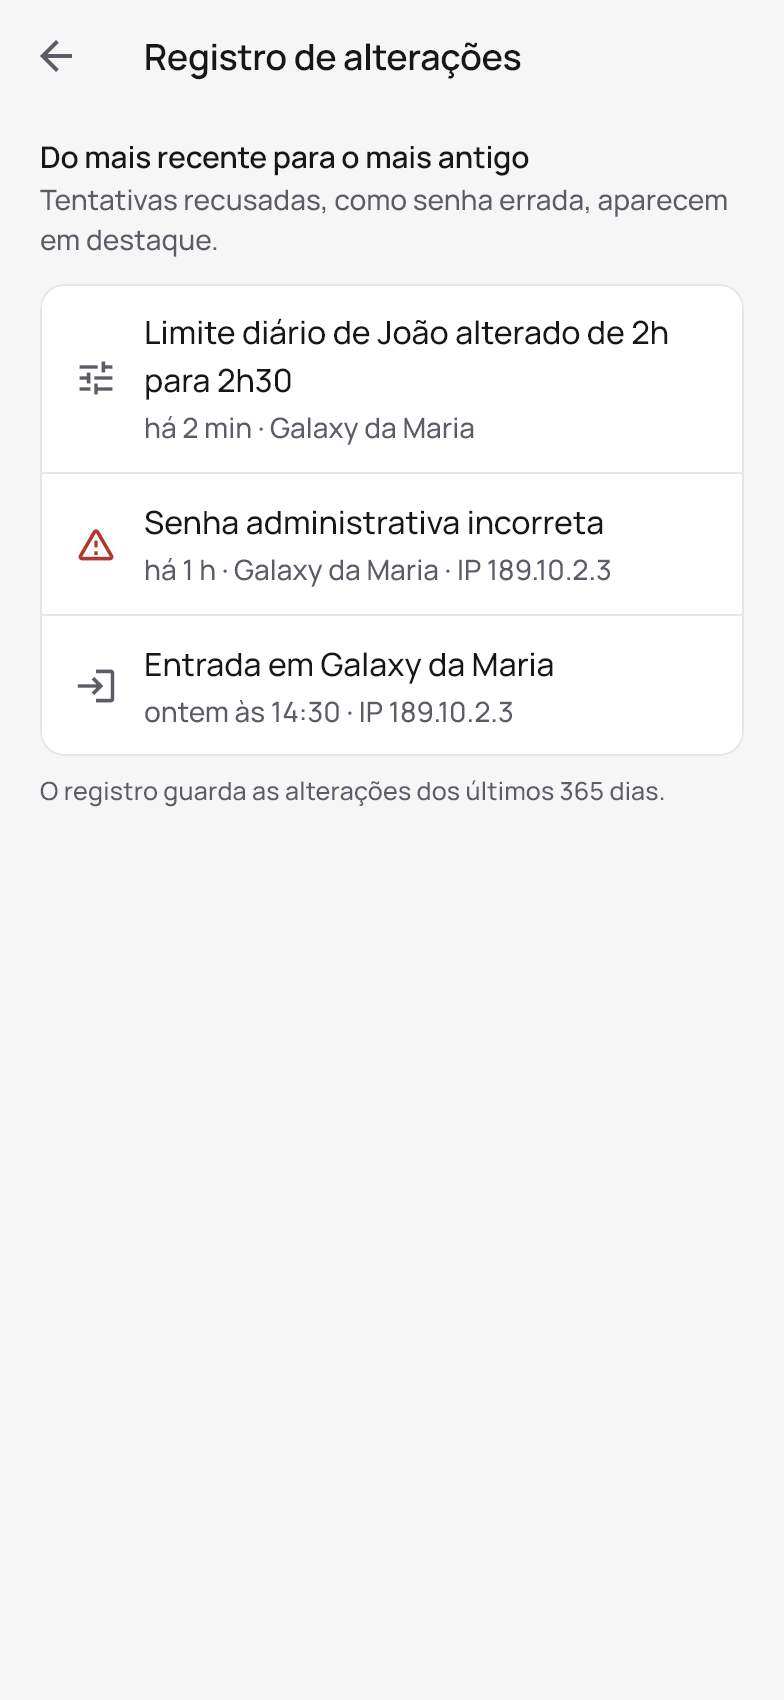 Registro de alterações
Do mais recente para o mais antigo
Tentativas recusadas, como senha errada, aparecem
em destaque.
Limite diário de João alterado de 2h
para 2h30
há 2 min · Galaxy da Maria
Senha administrativa incorreta
há 1 h · Galaxy da Maria · IP 189.10.2.3
Entrada em Galaxy da Maria
ontem às 14:30 · IP 189.10.2.3
O registro guarda as alterações dos últimos 365 dias.